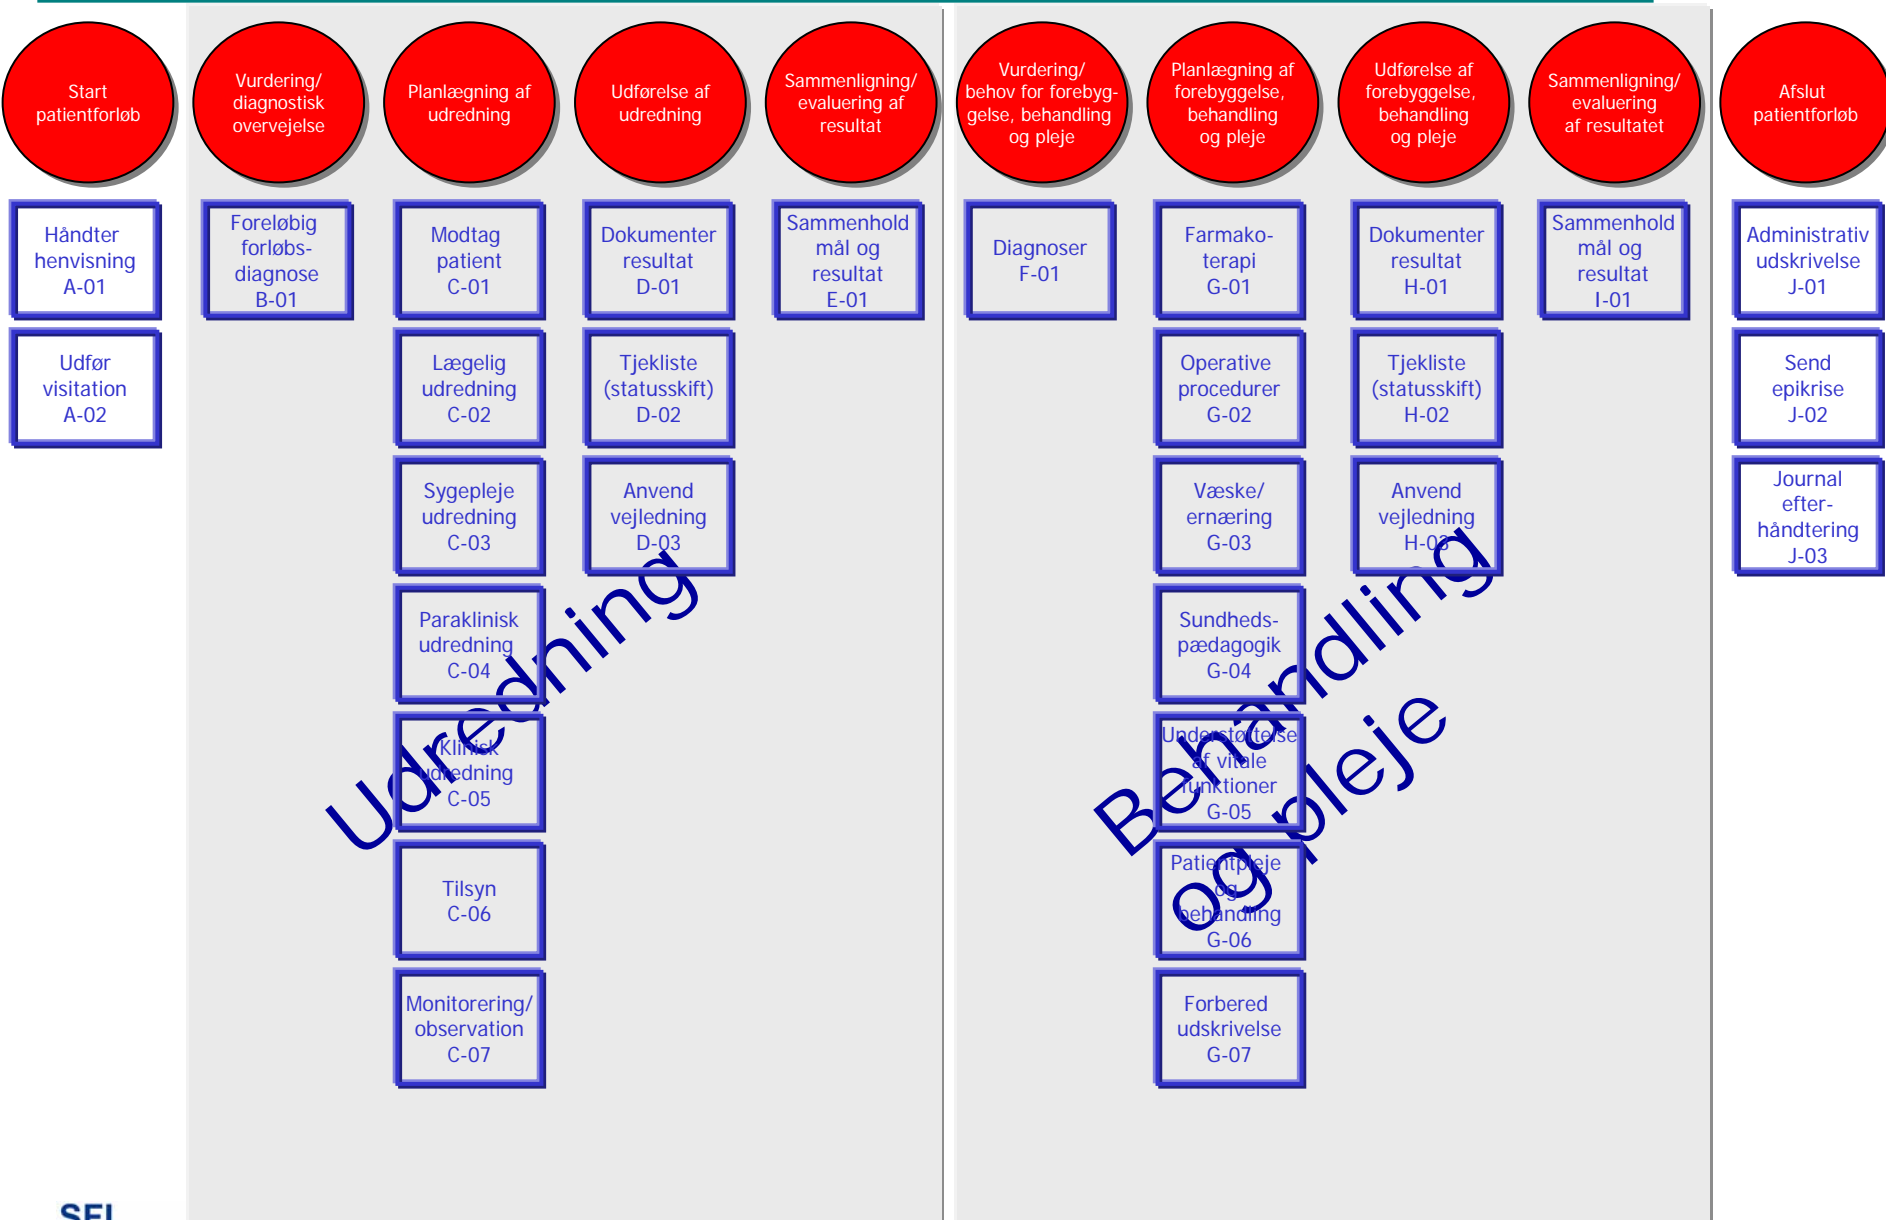 Start
patientforløb
Vurdering/
diagnostisk
overvejelse
Planlægning af
udredning
Udførelse af
udredning
Sammenligning/
evaluering af
resultat
Vurdering/
behov for forebyg-
gelse, behandling
og pleje
Planlægning af
forebyggelse,
behandling
og pleje
Udførelse af
forebyggelse,
behandling
og pleje
Sammenligning/
evaluering
af resultatet
Afslut
patientforløb
Håndter
henvisning
A-01
Udfør
visitation
A-02
Foreløbig
forløbs-
diagnose
B-01
Modtag
patient
C-01
Lægelig
udredning
C-02
Sygepleje
udredning
C-03
Paraklinisk
udredning
C-04
Klinisk
udredning
C-05
Tilsyn
C-06
Monitorering/
observation
C-07
Dokumenter
resultat
D-01
Tjekliste
(statusskift)
D-02
Anvend
vejledning
D-03
Sammenhold
mål og
resultat
E-01
Udredning
Diagnoser
F-01
Farmako-
terapi
G-01
Operative
procedurer
G-02
Væske/
ernæring
G-03
Sundheds-
pædagogik
G-04
Understøttelse
af vitale
funktioner
G-05
Patientpleje
og
behandling
G-06
Forbered
udskrivelse
G-07
Dokumenter
resultat
H-01
Tjekliste
(statusskift)
H-02
Anvend
vejledning
H-03
Sammenhold
mål og
resultat
I-01
Behandling
og pleje
Administrativ
udskrivelse
J-01
Send
epikrise
J-02
Journal
efter-
håndtering
J-03